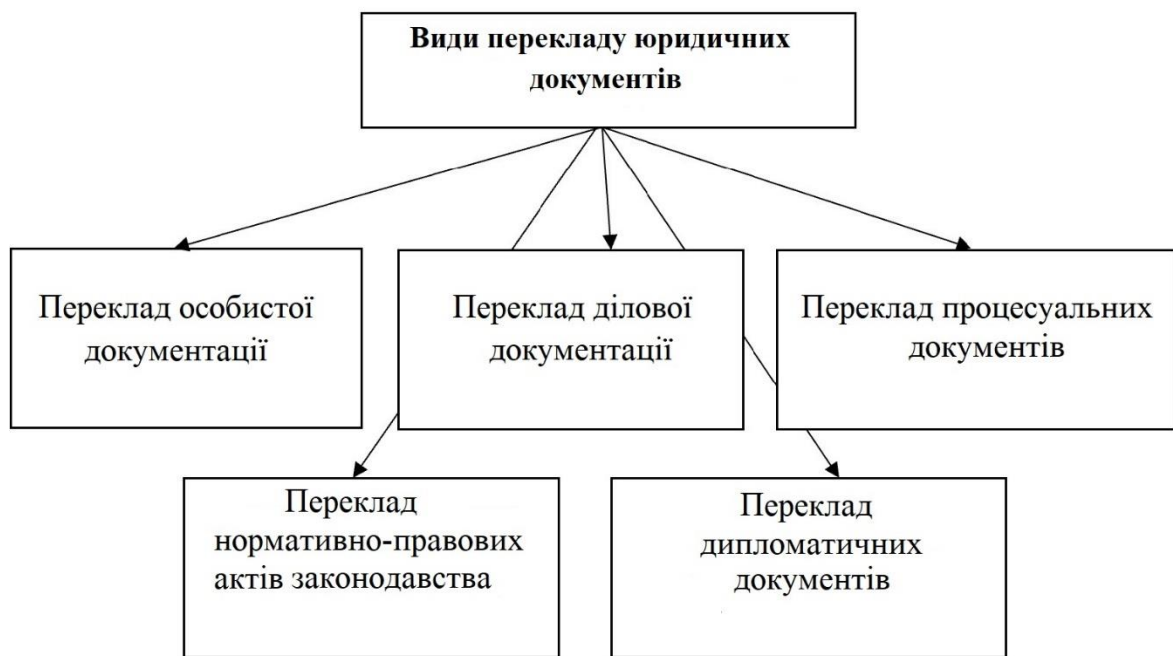 Види перекладу юридичних
документів
Переклад особистої
документації
Переклад ділової
документації
Переклад процесуальних
документів
Переклад
нормативно-правових
актів законодавства
Переклад
дипломатичних
документів